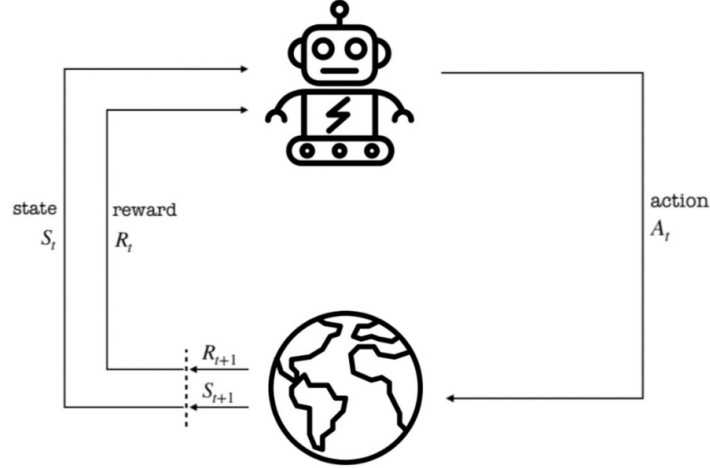 state
S_t
reward
R_t
action
A_t
R_{t+1}
S_{t+1}